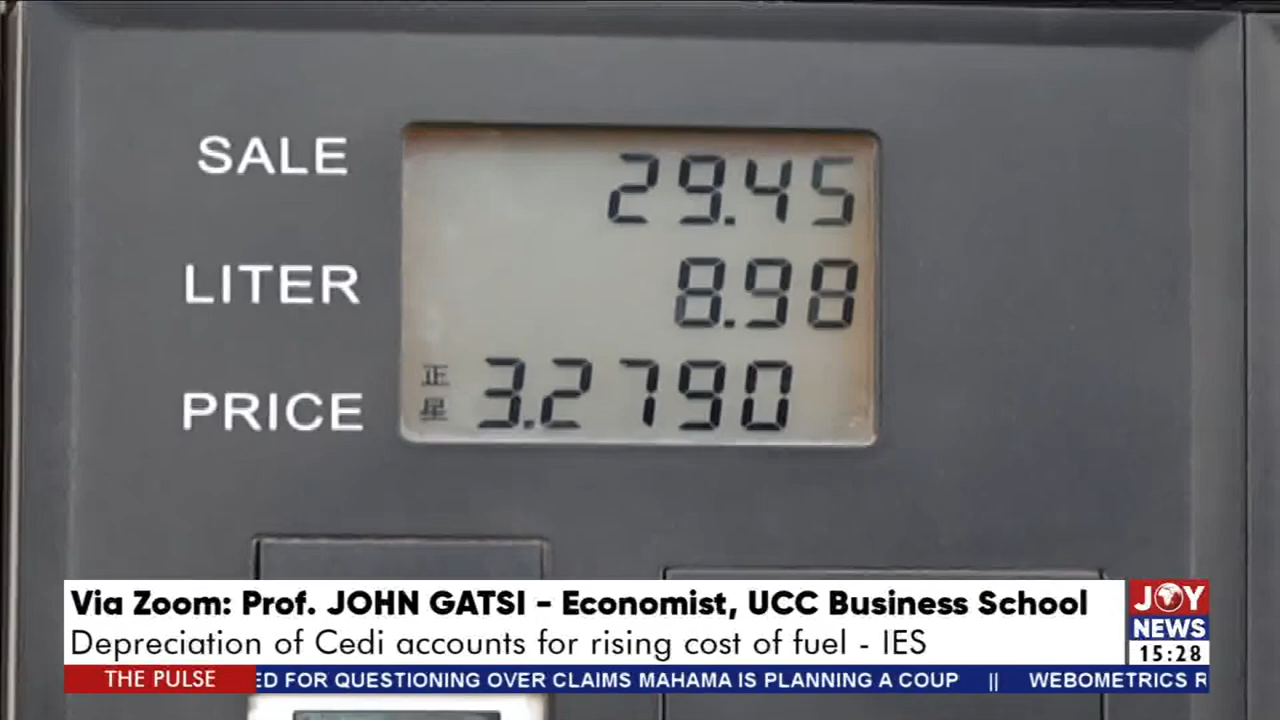 SALE 29.45
LITER 8.98
PRICE 正星 3.2790
Via Zoom: Prof. JOHN GATSI – Economist, UCC Business School
Depreciation of Cedi accounts for rising cost of fuel - IES
JOY
NEWS
15:28
THE PULSE
ED FOR QUESTIONING OVER CLAIMS MAHAMA IS PLANNING A COUP || WEBOMETRICS R